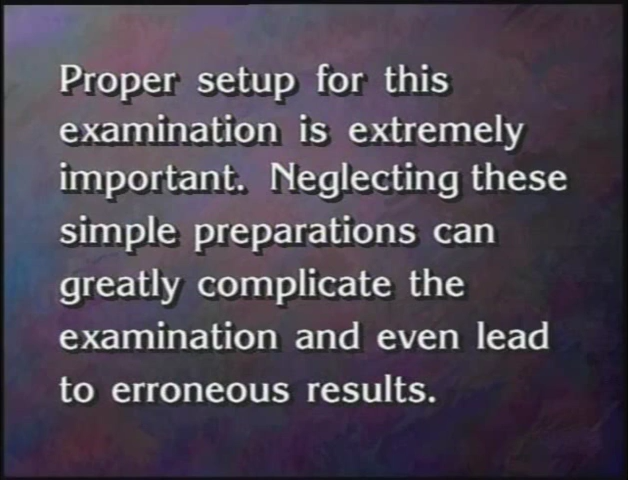 Proper setup for this
examination is extremely
important. Neglecting these
simple preparations can
greatly complicate the
examination and even lead
to erroneous results.